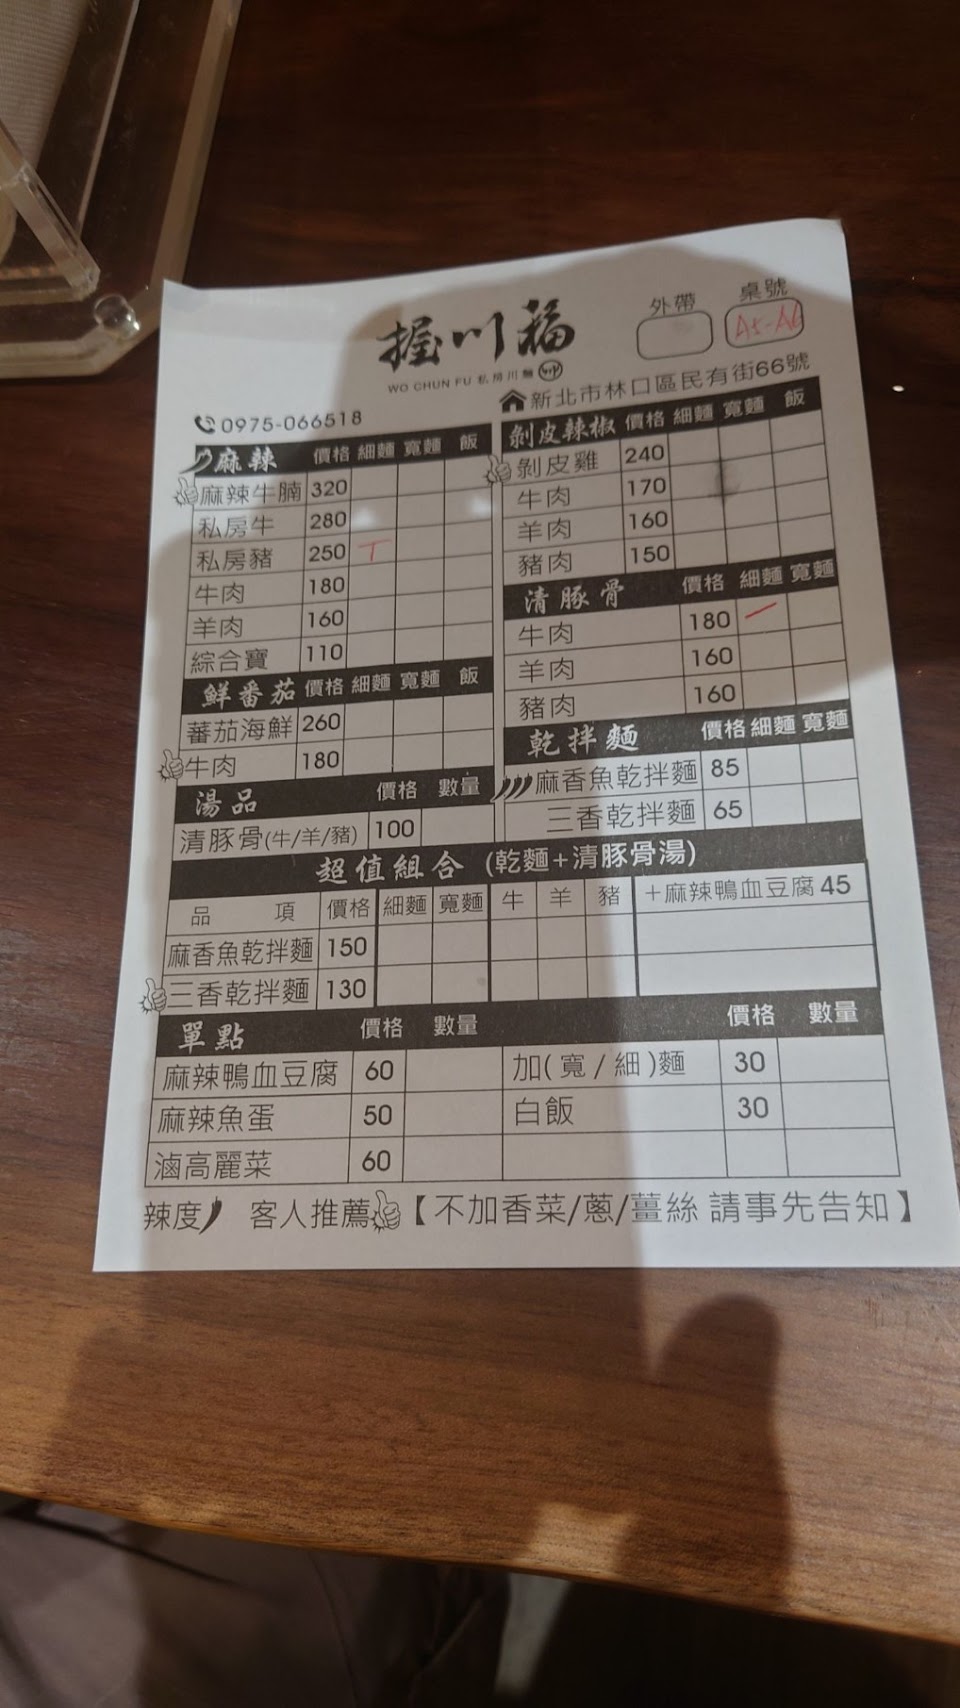 握川福
WO CHUN FU 私房川麵
外帶
桌號
A5-A6
0975-066518
新北市林口區民有街66號
麻辣 價格 細麵 寬麵 飯
麻辣牛腩 320
私房牛 280
私房豬 250 T
牛肉 180
羊肉 160
綜合寶 110
鮮番茄 價格 細麵 寬麵 飯
蕃茄海鮮 260
牛肉 180
湯品 價格 數量
清豚骨(牛/羊/豬) 100
剝皮辣椒 價格 細麵 寬麵 飯
剝皮雞 240
牛肉 170
羊肉 160
豬肉 150
清豚骨 價格 細麵 寬麵
牛肉 180
羊肉 160
豬肉 160
乾拌麵 價格 細麵 寬麵
麻香魚乾拌麵 85
三香乾拌麵 65
超值組合 (乾麵+清豚骨湯)
品項 價格 細麵 寬麵 牛 羊 豬 +麻辣鴨血豆腐 45
麻香魚乾拌麵 150
三香乾拌麵 130
單點 價格 數量 價格 數量
麻辣鴨血豆腐 60 加(寬/細)麵 30
麻辣魚蛋 50 白飯 30
滷高麗菜 60
辣度 客人推薦 【不加香菜/蔥/薑絲 請事先告知】